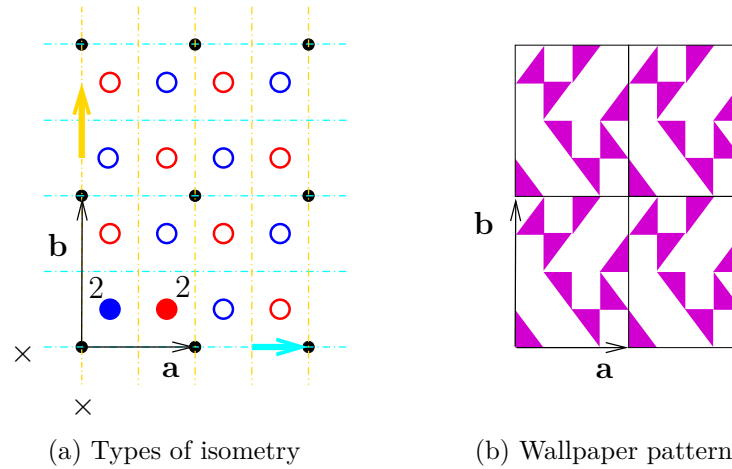 b
2
2
a
×
×
(a) Types of isometry
b
a
(b) Wallpaper pattern